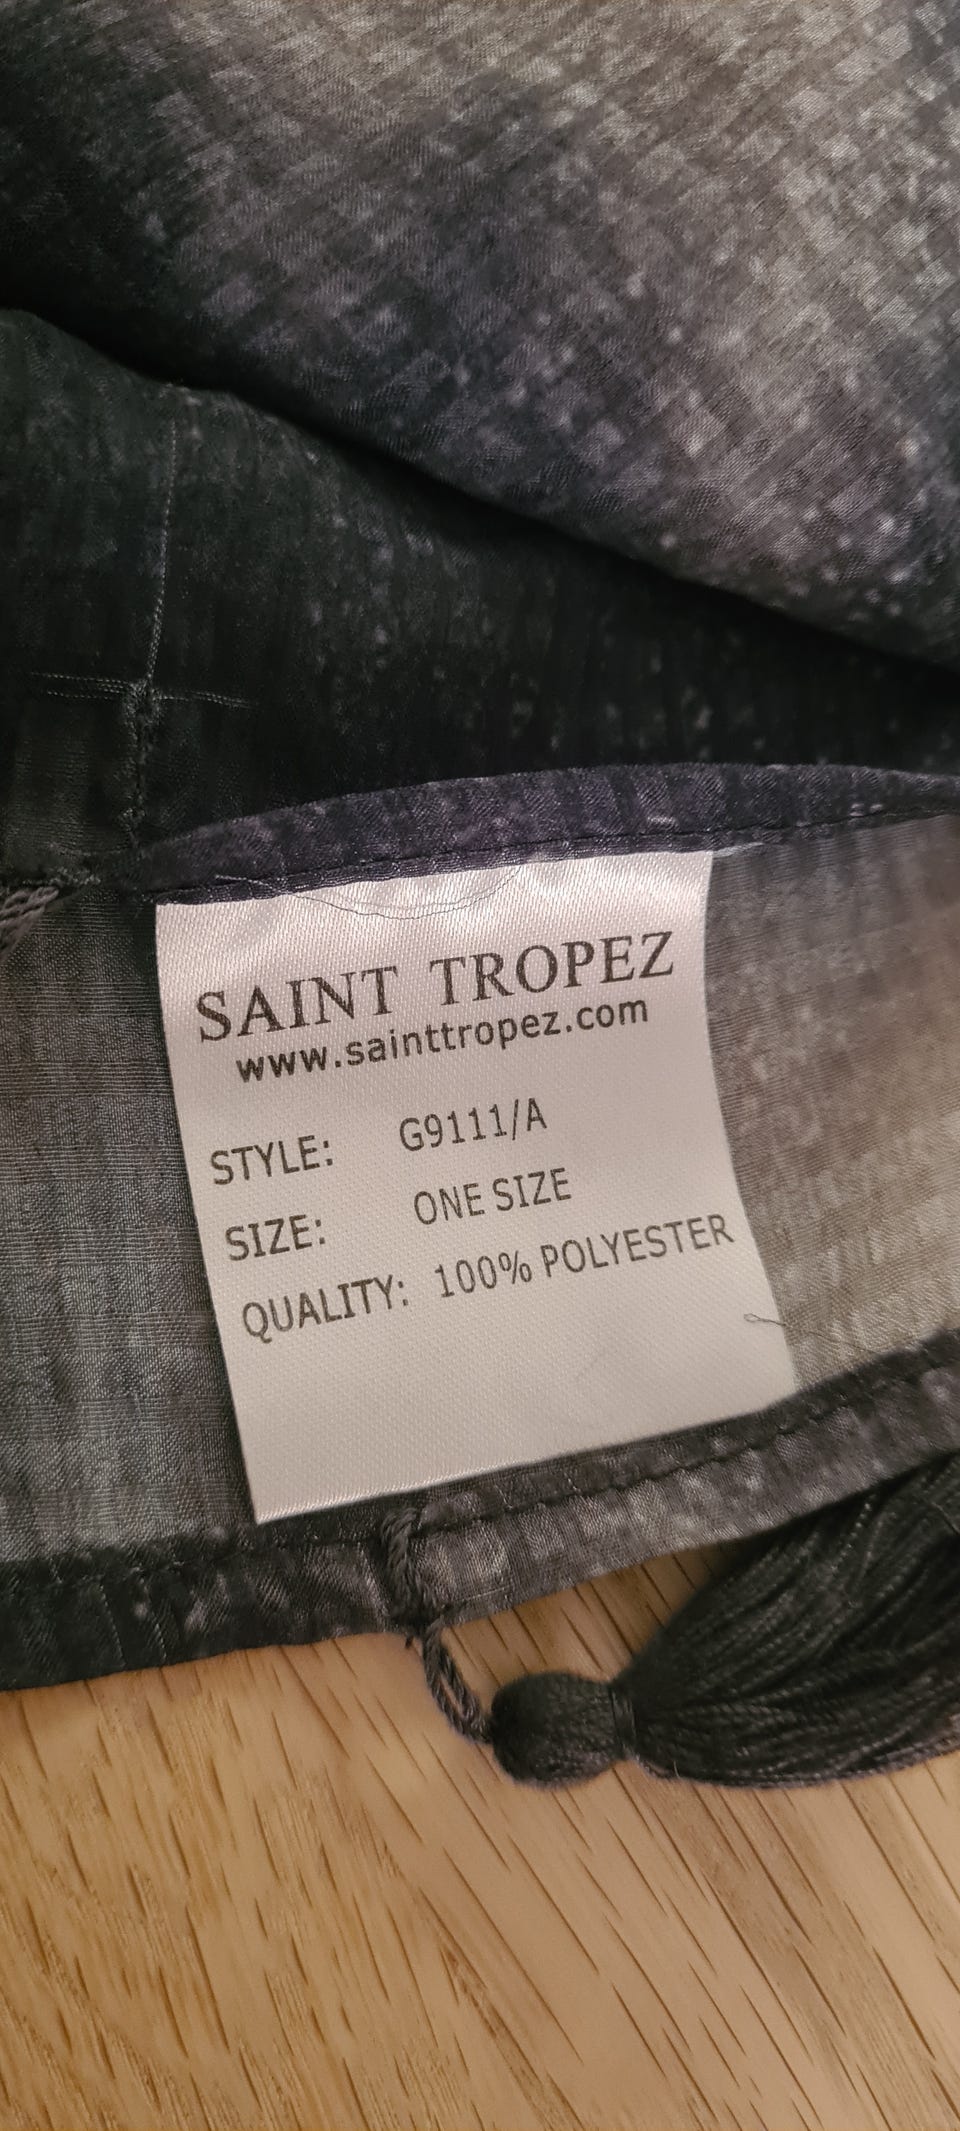 SAINT TROPEZ
www.sainttropez.com
STYLE: G9111/A
SIZE: ONE SIZE
QUALITY: 100% POLYESTER